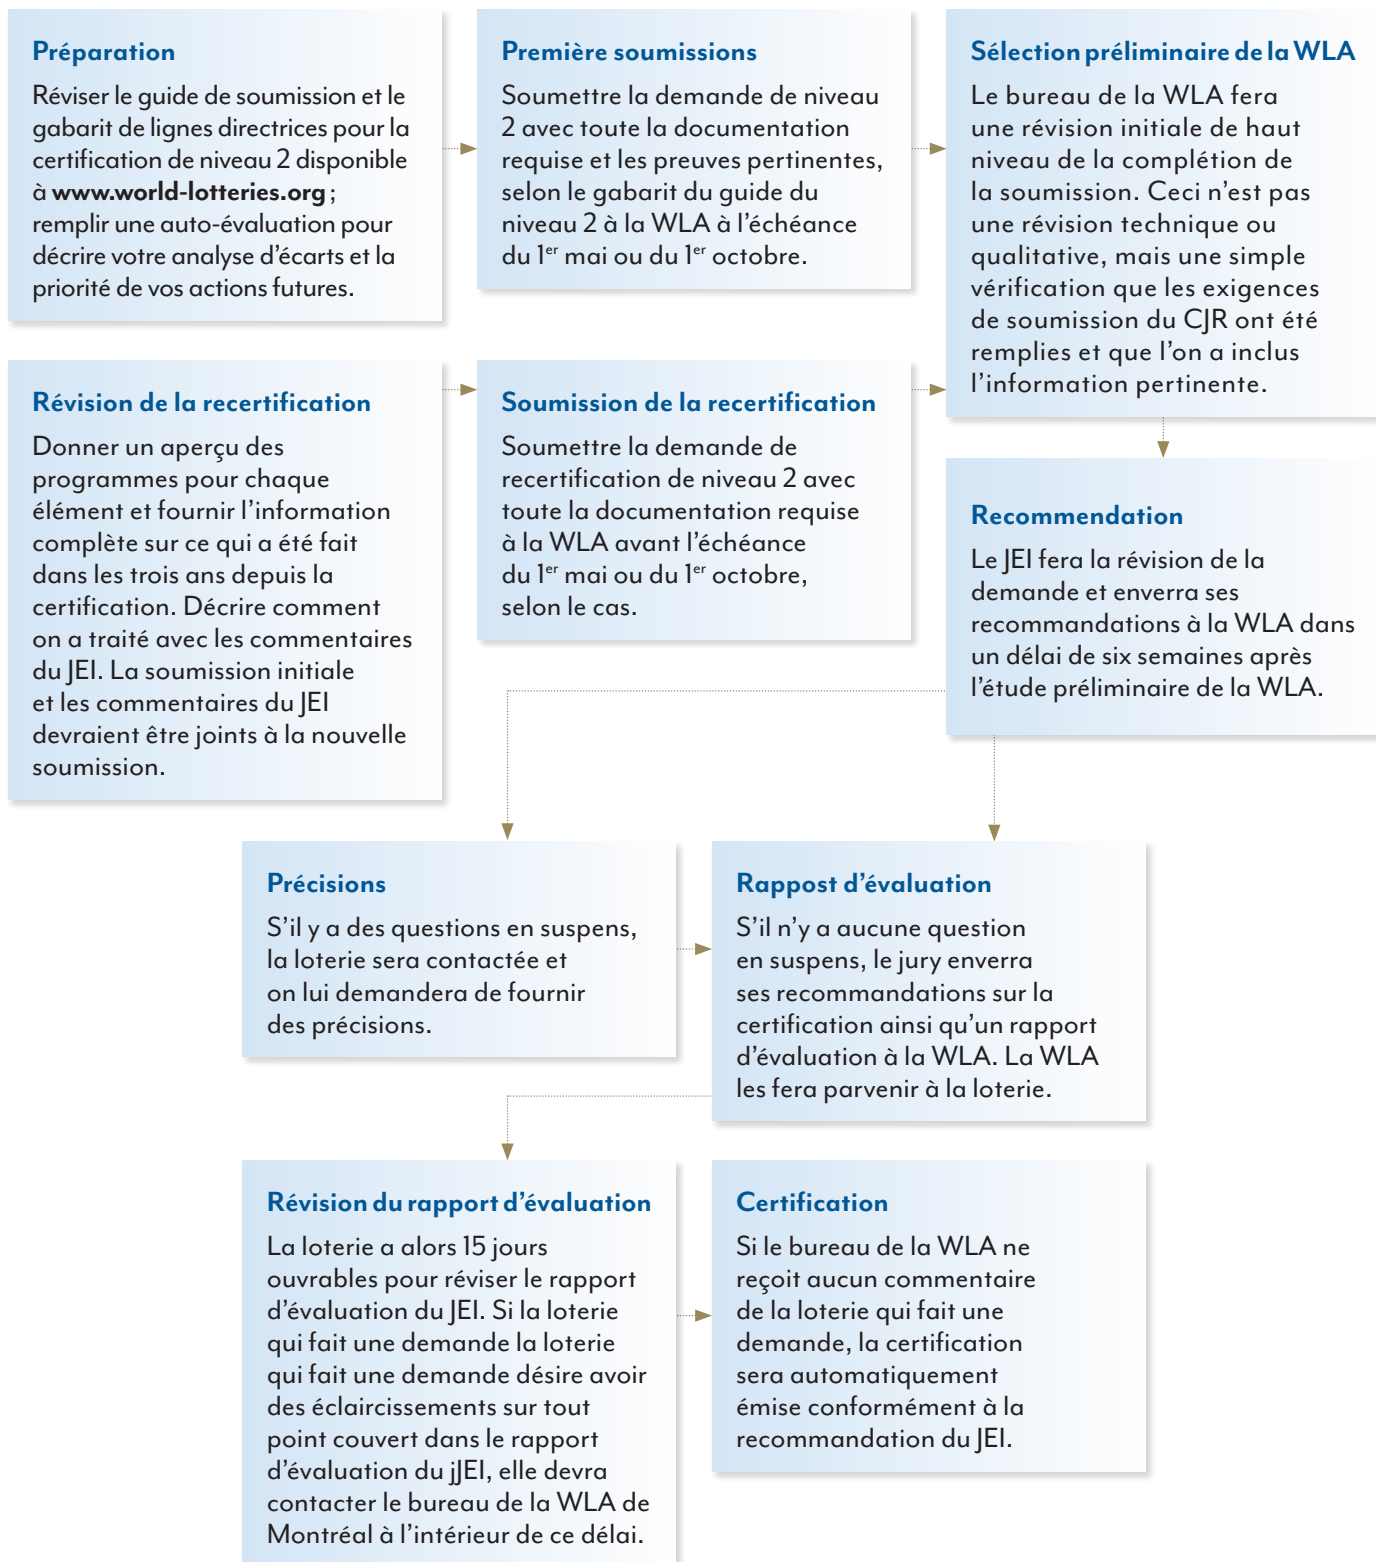 Préparation
Réviser le guide de soumission et le
gabarit de lignes directrices pour la
certification de niveau 2 disponible
à www.world-lotteries.org ;
remplir une auto-évaluation pour
décrire votre analyse d’écarts et la
priorité de vos actions futures.
Première soumissions
Soumettre la demande de niveau
2 avec toute la documentation
requise et les preuves pertinentes,
selon le gabarit du guide du
niveau 2 à la WLA à l’échéance
du 1er mai ou du 1er octobre.
Sélection préliminaire de la WLA
Le bureau de la WLA fera
une révision initiale de haut
niveau de la complétion de
la soumission. Ceci n’est pas
une révision technique ou
qualitative, mais une simple
vérification que les exigences
de soumission du CJR ont été
remplies et que l’on a inclus
l’information pertinente.
Révision de la recertification
Donner un aperçu des
programmes pour chaque
élément et fournir l’information
complète sur ce qui a été fait
dans les trois ans depuis la
certification. Décrire comment
on a traité avec les commentaires
du JEI. La soumission initiale
et les commentaires du JEI
devraient être joints à la nouvelle
soumission.
Soumission de la recertification
Soumettre la demande de
recertification de niveau 2 avec
toute la documentation requise
à la WLA avant l’échéance
du 1er mai ou du 1er octobre,
selon le cas.
Recommendation
Le JEI fera la révision de la
demande et enverra ses
recommandations à la WLA dans
un délai de six semaines après
l’étude préliminaire de la WLA.
Précisions
S’il y a des questions en suspens,
la loterie sera contactée et
on lui demandera de fournir
des précisions.
Rappost d’évaluation
S’il n’y a aucune question
en suspens, le jury enverra
ses recommandations sur la
certification ainsi qu’un rapport
d’évaluation à la WLA. La WLA
les fera parvenir à la loterie.
Révision du rapport d’évaluation
La loterie a alors 15 jours
ouvrables pour réviser le rapport
d’évaluation du JEI. Si la loterie
qui fait une demande la loterie
qui fait une demande désire avoir
des éclaircissements sur tout
point couvert dans le rapport
d’évaluation du jJEI, elle devra
contacter le bureau de la WLA de
Montréal à l’intérieur de ce délai.
Certification
Si le bureau de la WLA ne
reçoit aucun commentaire
de la loterie qui fait une
demande, la certification
sera automatiquement
émise conformément à la
recommandation du JEI.